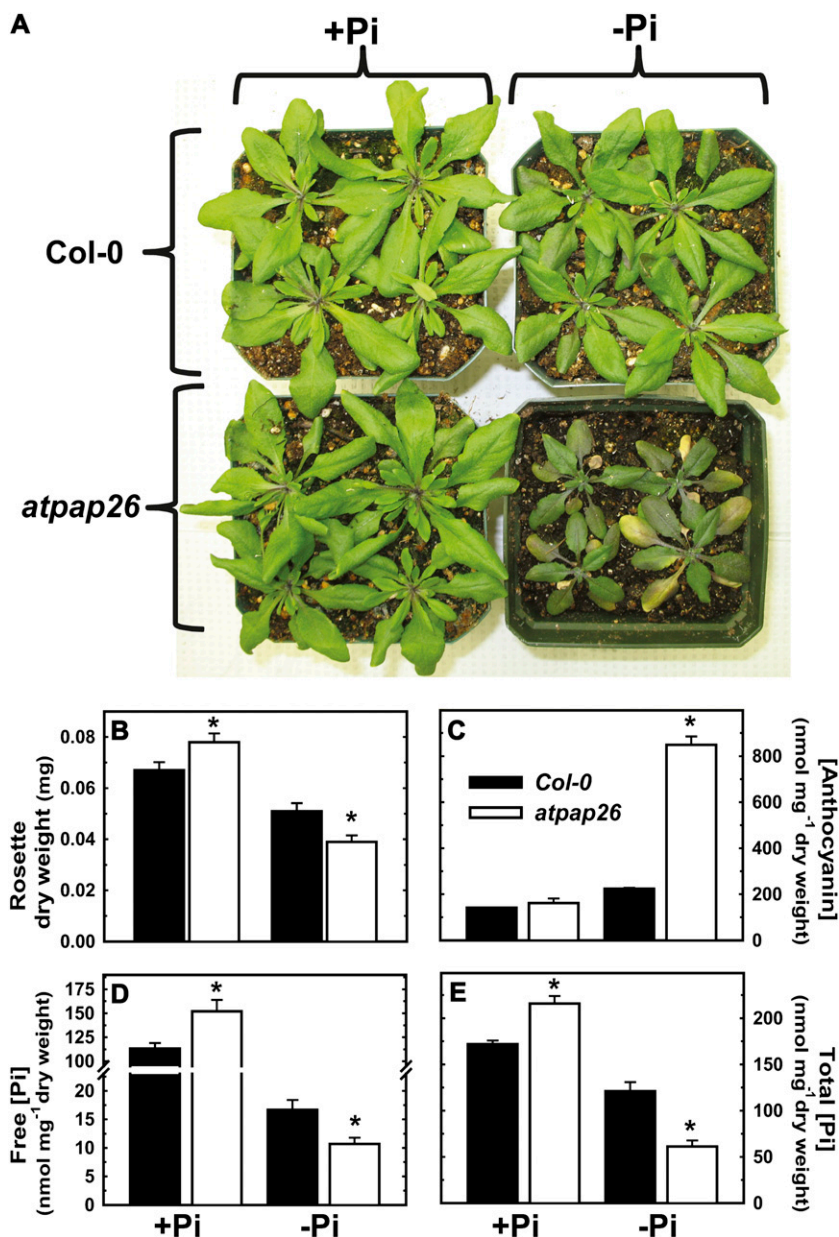 A
+Pi
-Pi
Col-0
atpap26
B
0.08
0.06
0.04
0.02
0.00
Rosette
dry weight (mg)
*
*
C
Col-0
atpap26
*
800
600
400
200
0
[Anthocyanin]
(nmol mg-1 dry weight)
D
175
150
125
100
20
15
10
5
0
Free [Pi]
(nmol mg-1 dry weight)
*
*
+Pi
-Pi
E
*
*
200
150
100
50
0
Total [Pi]
(nmol mg-1 dry weight)
+Pi
-Pi